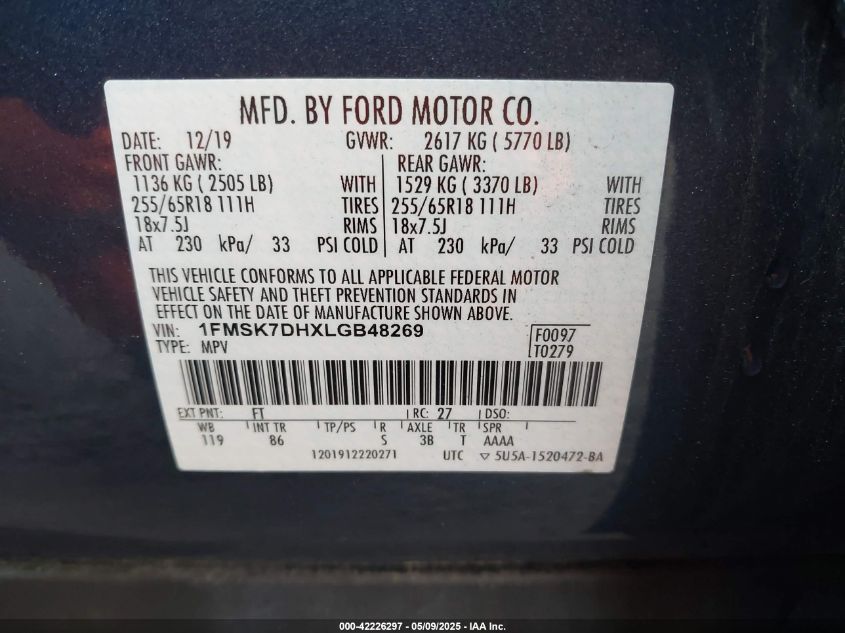 MFD. BY FORD MOTOR CO.
DATE: 12/19 GVWR: 2617 KG ( 5770 LB)
FRONT GAWR: REAR GAWR:
1136 KG ( 2505 LB) WITH 1529 KG ( 3370 LB) WITH
255/65R18 111H TIRES 255/65R18 111H TIRES
18x7.5J RIMS 18x7.5J RIMS
AT 230 kPa/ 33 PSI COLD AT 230 kPa/ 33 PSI COLD
THIS VEHICLE CONFORMS TO ALL APPLICABLE FEDERAL MOTOR
VEHICLE SAFETY AND THEFT PREVENTION STANDARDS IN
EFFECT ON THE DATE OF MANUFACTURE SHOWN ABOVE.
VIN: 1FMSK7DHXLGB48269 F0097
TYPE: MPV T0279
EXT PNT: FT RC: 27 DSO:
WB INT TR TP/PS R AXLE TR SPR
119 86 S 3B T AAAA
1201912220271 UTC ▽ 5U5A-1520472-BA
000-42226297 - 05/09/2025 - IAA Inc.